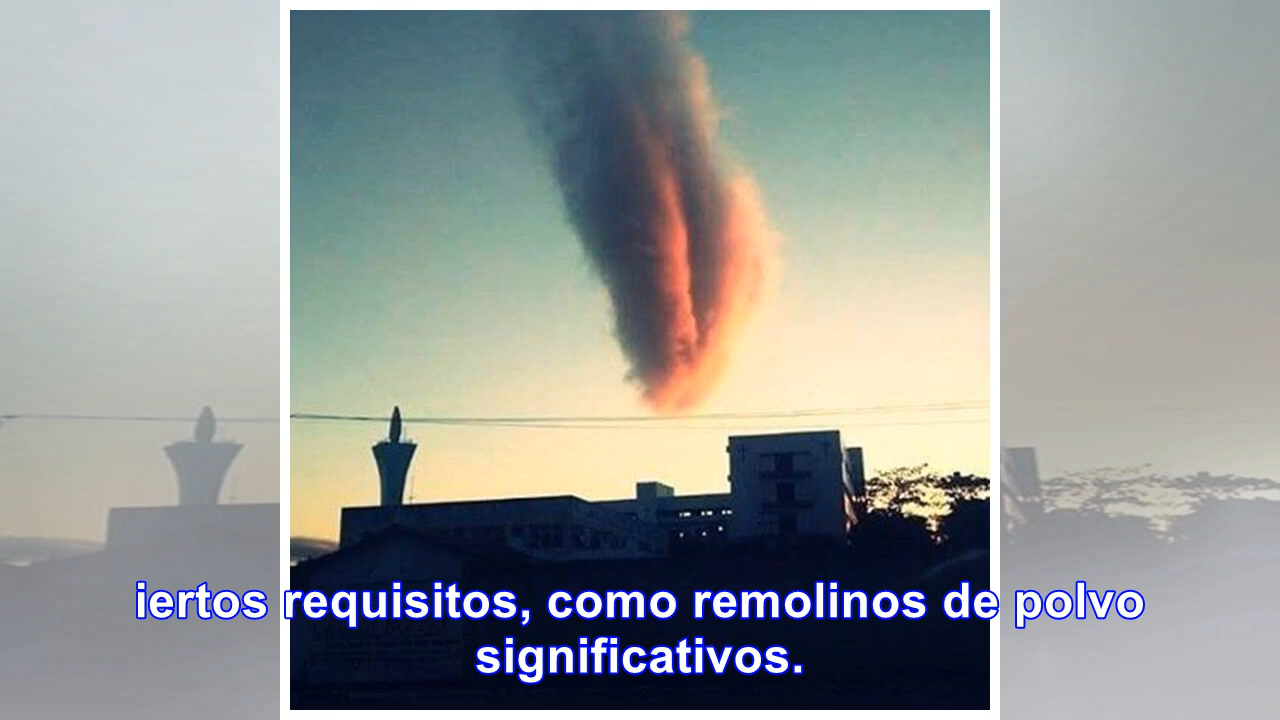 iertos requisitos, como remolinos de polvo
significativos.